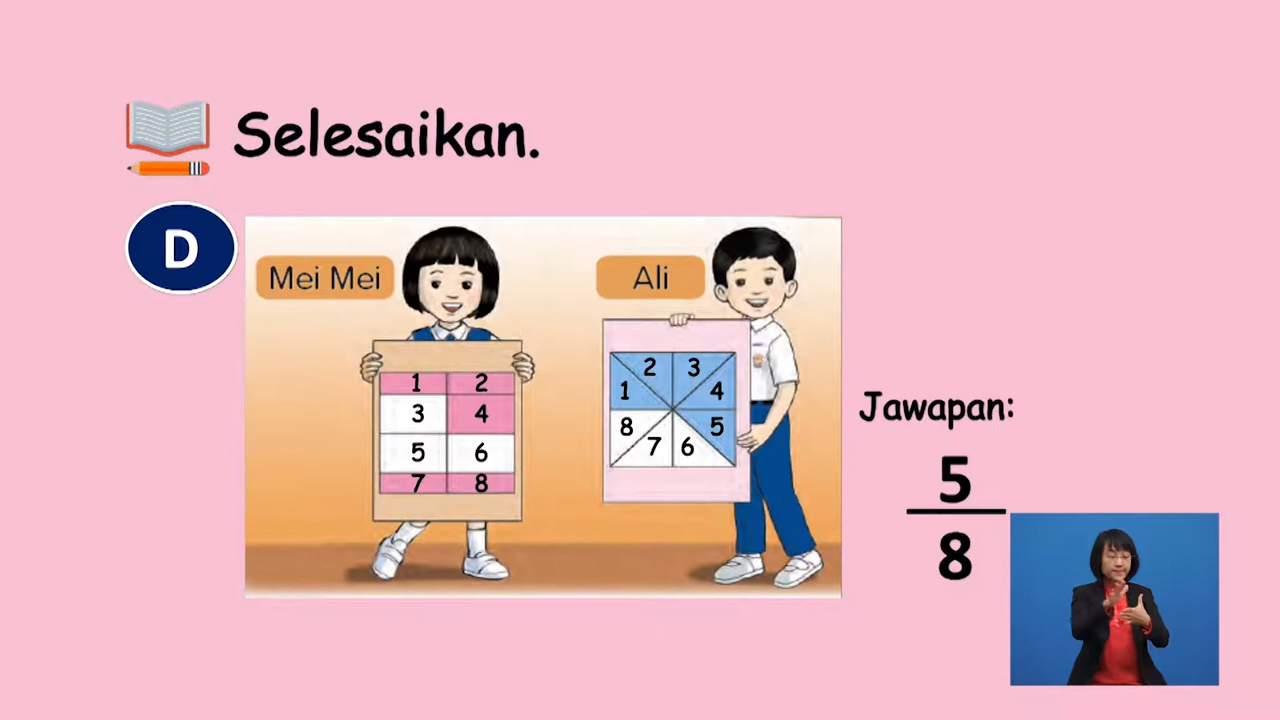 Selesaikan.
D
Mei Mei
Ali
1 2
3 4
5 6
7 8
2 3
1 4
8 5
7 6
Jawapan:
5
8